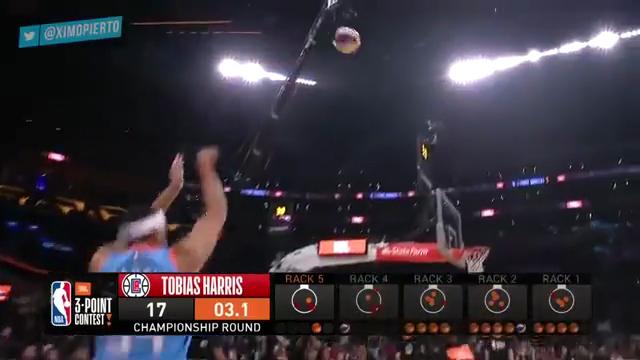 @XIMOPIERTO
State Farm
NBA
3-POINT
CONTEST
TOBIAS HARRIS
17
03.1
CHAMPIONSHIP ROUND
RACK 5
RACK 4
RACK 3
RACK 2
RACK 1